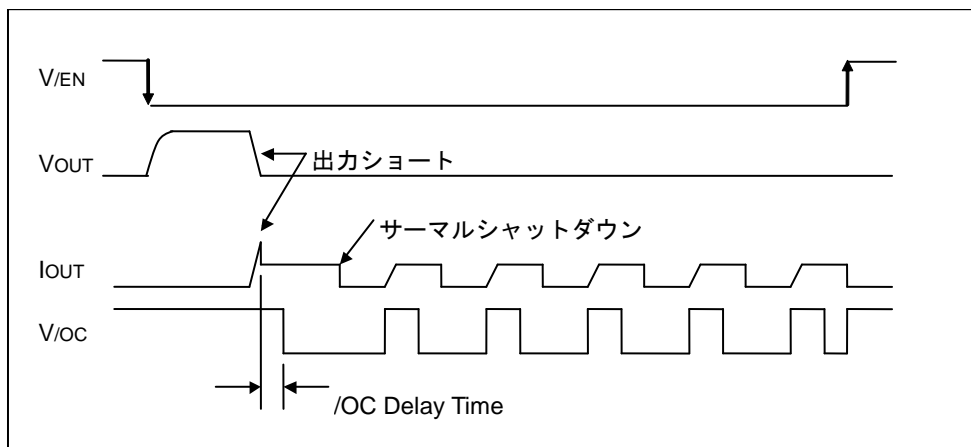 V/EN
VOUT
出力ショート
サーマルシャットダウン
IOUT
V/OC
/OC Delay Time